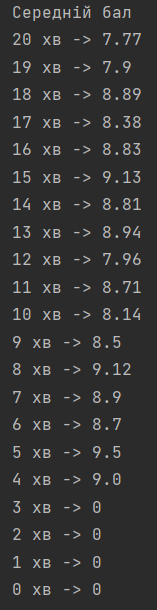 Середній бал
20 хв -> 7.77
19 хв -> 7.9
18 хв -> 8.89
17 хв -> 8.38
16 хв -> 8.83
15 хв -> 9.13
14 хв -> 8.81
13 хв -> 8.94
12 хв -> 7.96
11 хв -> 8.71
10 хв -> 8.14
9 хв -> 8.5
8 хв -> 9.12
7 хв -> 8.9
6 хв -> 8.7
5 хв -> 9.5
4 хв -> 9.0
3 хв -> 0
2 хв -> 0
1 хв -> 0
0 хв -> 0